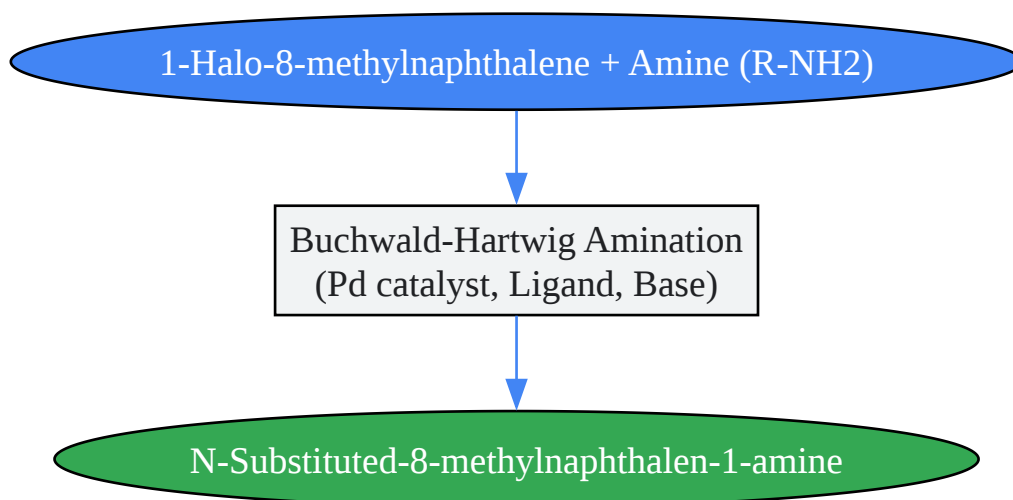 1-Halo-8-methylnaphthalene + Amine (R-NH2)
Buchwald-Hartwig Amination
(Pd catalyst, Ligand, Base)
N-Substituted-8-methylnaphthalen-1-amine